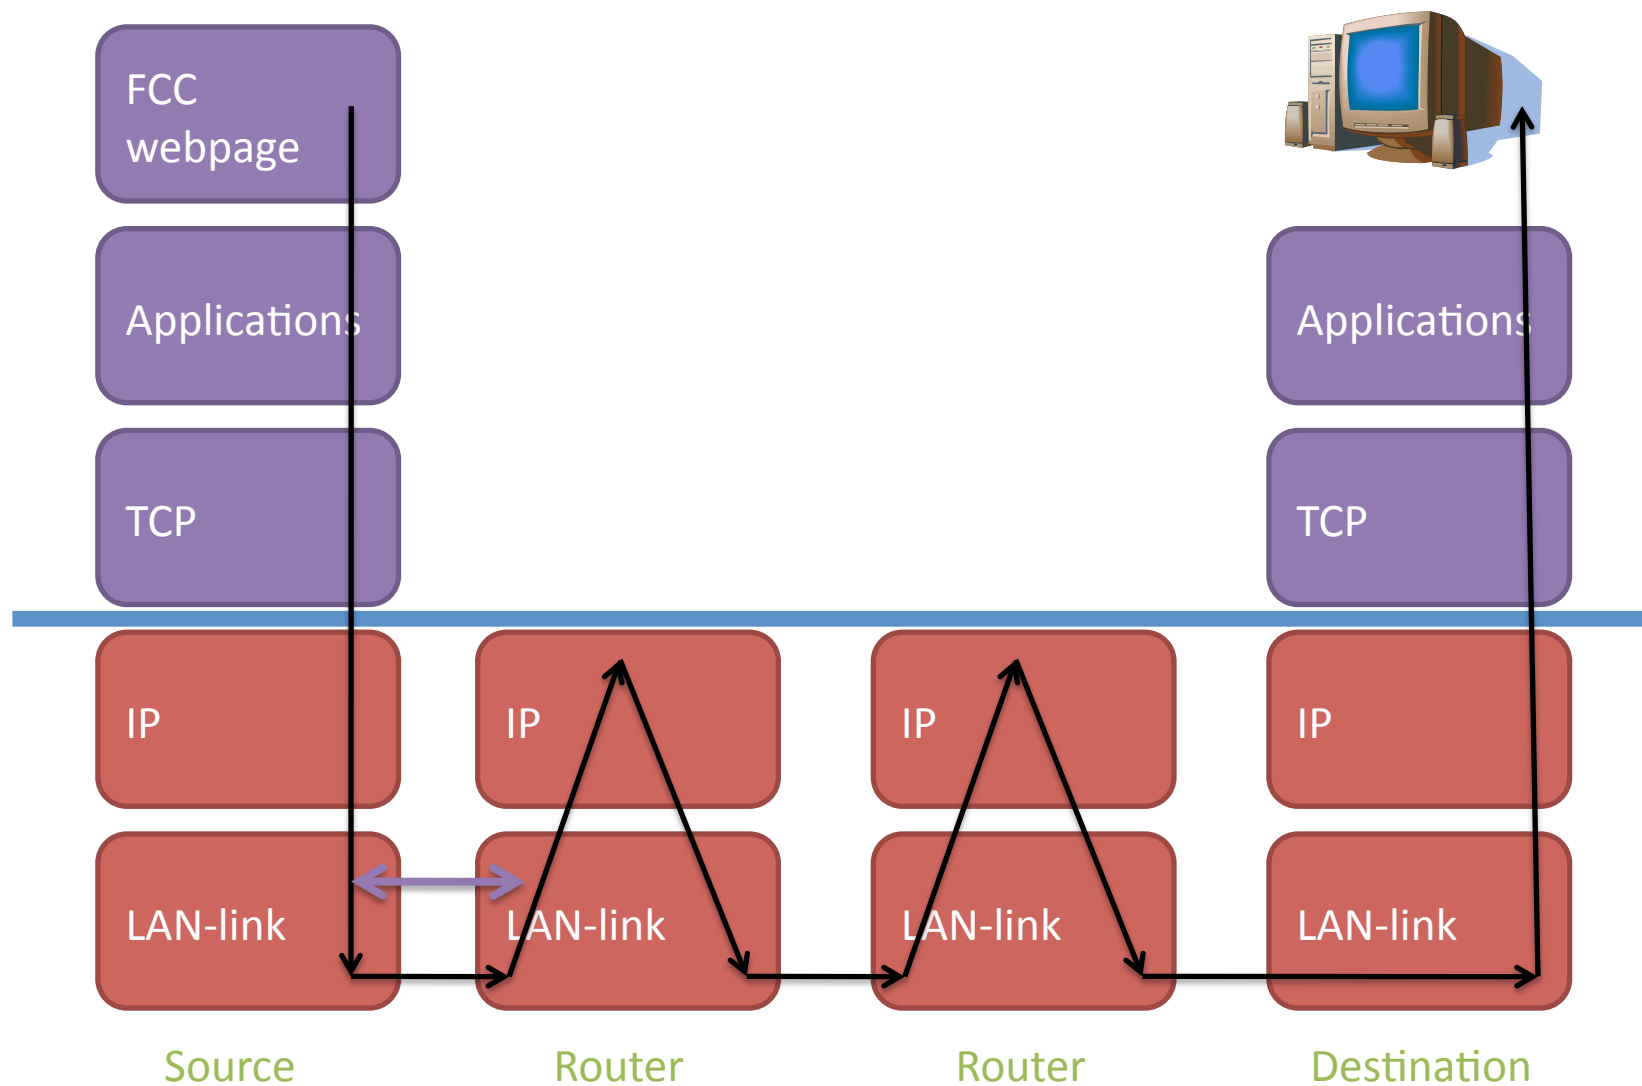 FCC
webpage
Applications
Applications
TCP
TCP
IP
IP
IP
IP
LAN-link
LAN-link
LAN-link
LAN-link
Source
Router
Router
Destination